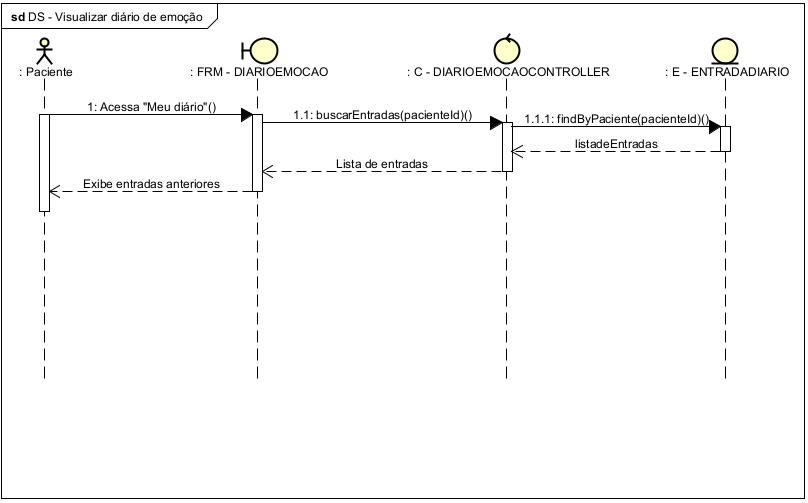 sd DS - Visualizar diário de emoção
: Paciente
: FRM - DIARIOEMOCAO
: C - DIARIOEMOCAOCONTROLLER
: E - ENTRADADIARIO
1: Acessa "Meu diário"()
1.1: buscarEntradas(pacienteId)()
1.1.1: findByPaciente(pacienteId)()
listadeEntradas
Lista de entradas
Exibe entradas anteriores